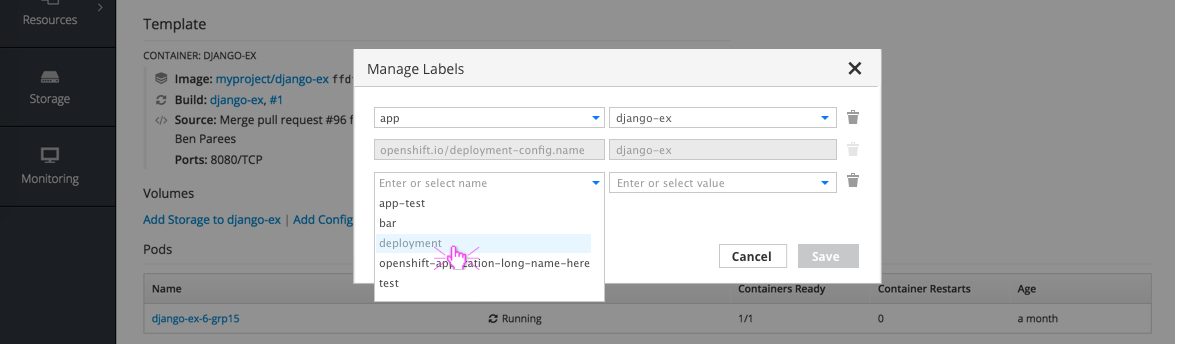 Resources
Storage
Monitoring
Template
CONTAINER: DJANGO-EX
Image: myproject/django-ex ffd
Build: django-ex, #1
Source: Merge pull request #96 f
Ben Parees
Ports: 8080/TCP
Volumes
Add Storage to django-ex | Add Config
Pods
Manage Labels
app django-ex
openshift.io/deployment-config.name django-ex
Enter or select name Enter or select value
app-test
bar
deployment
openshift-application-long-name-here
test
Cancel Save
Name Containers Ready Container Restarts Age
django-ex-6-grp15 Running 1/1 0 a month